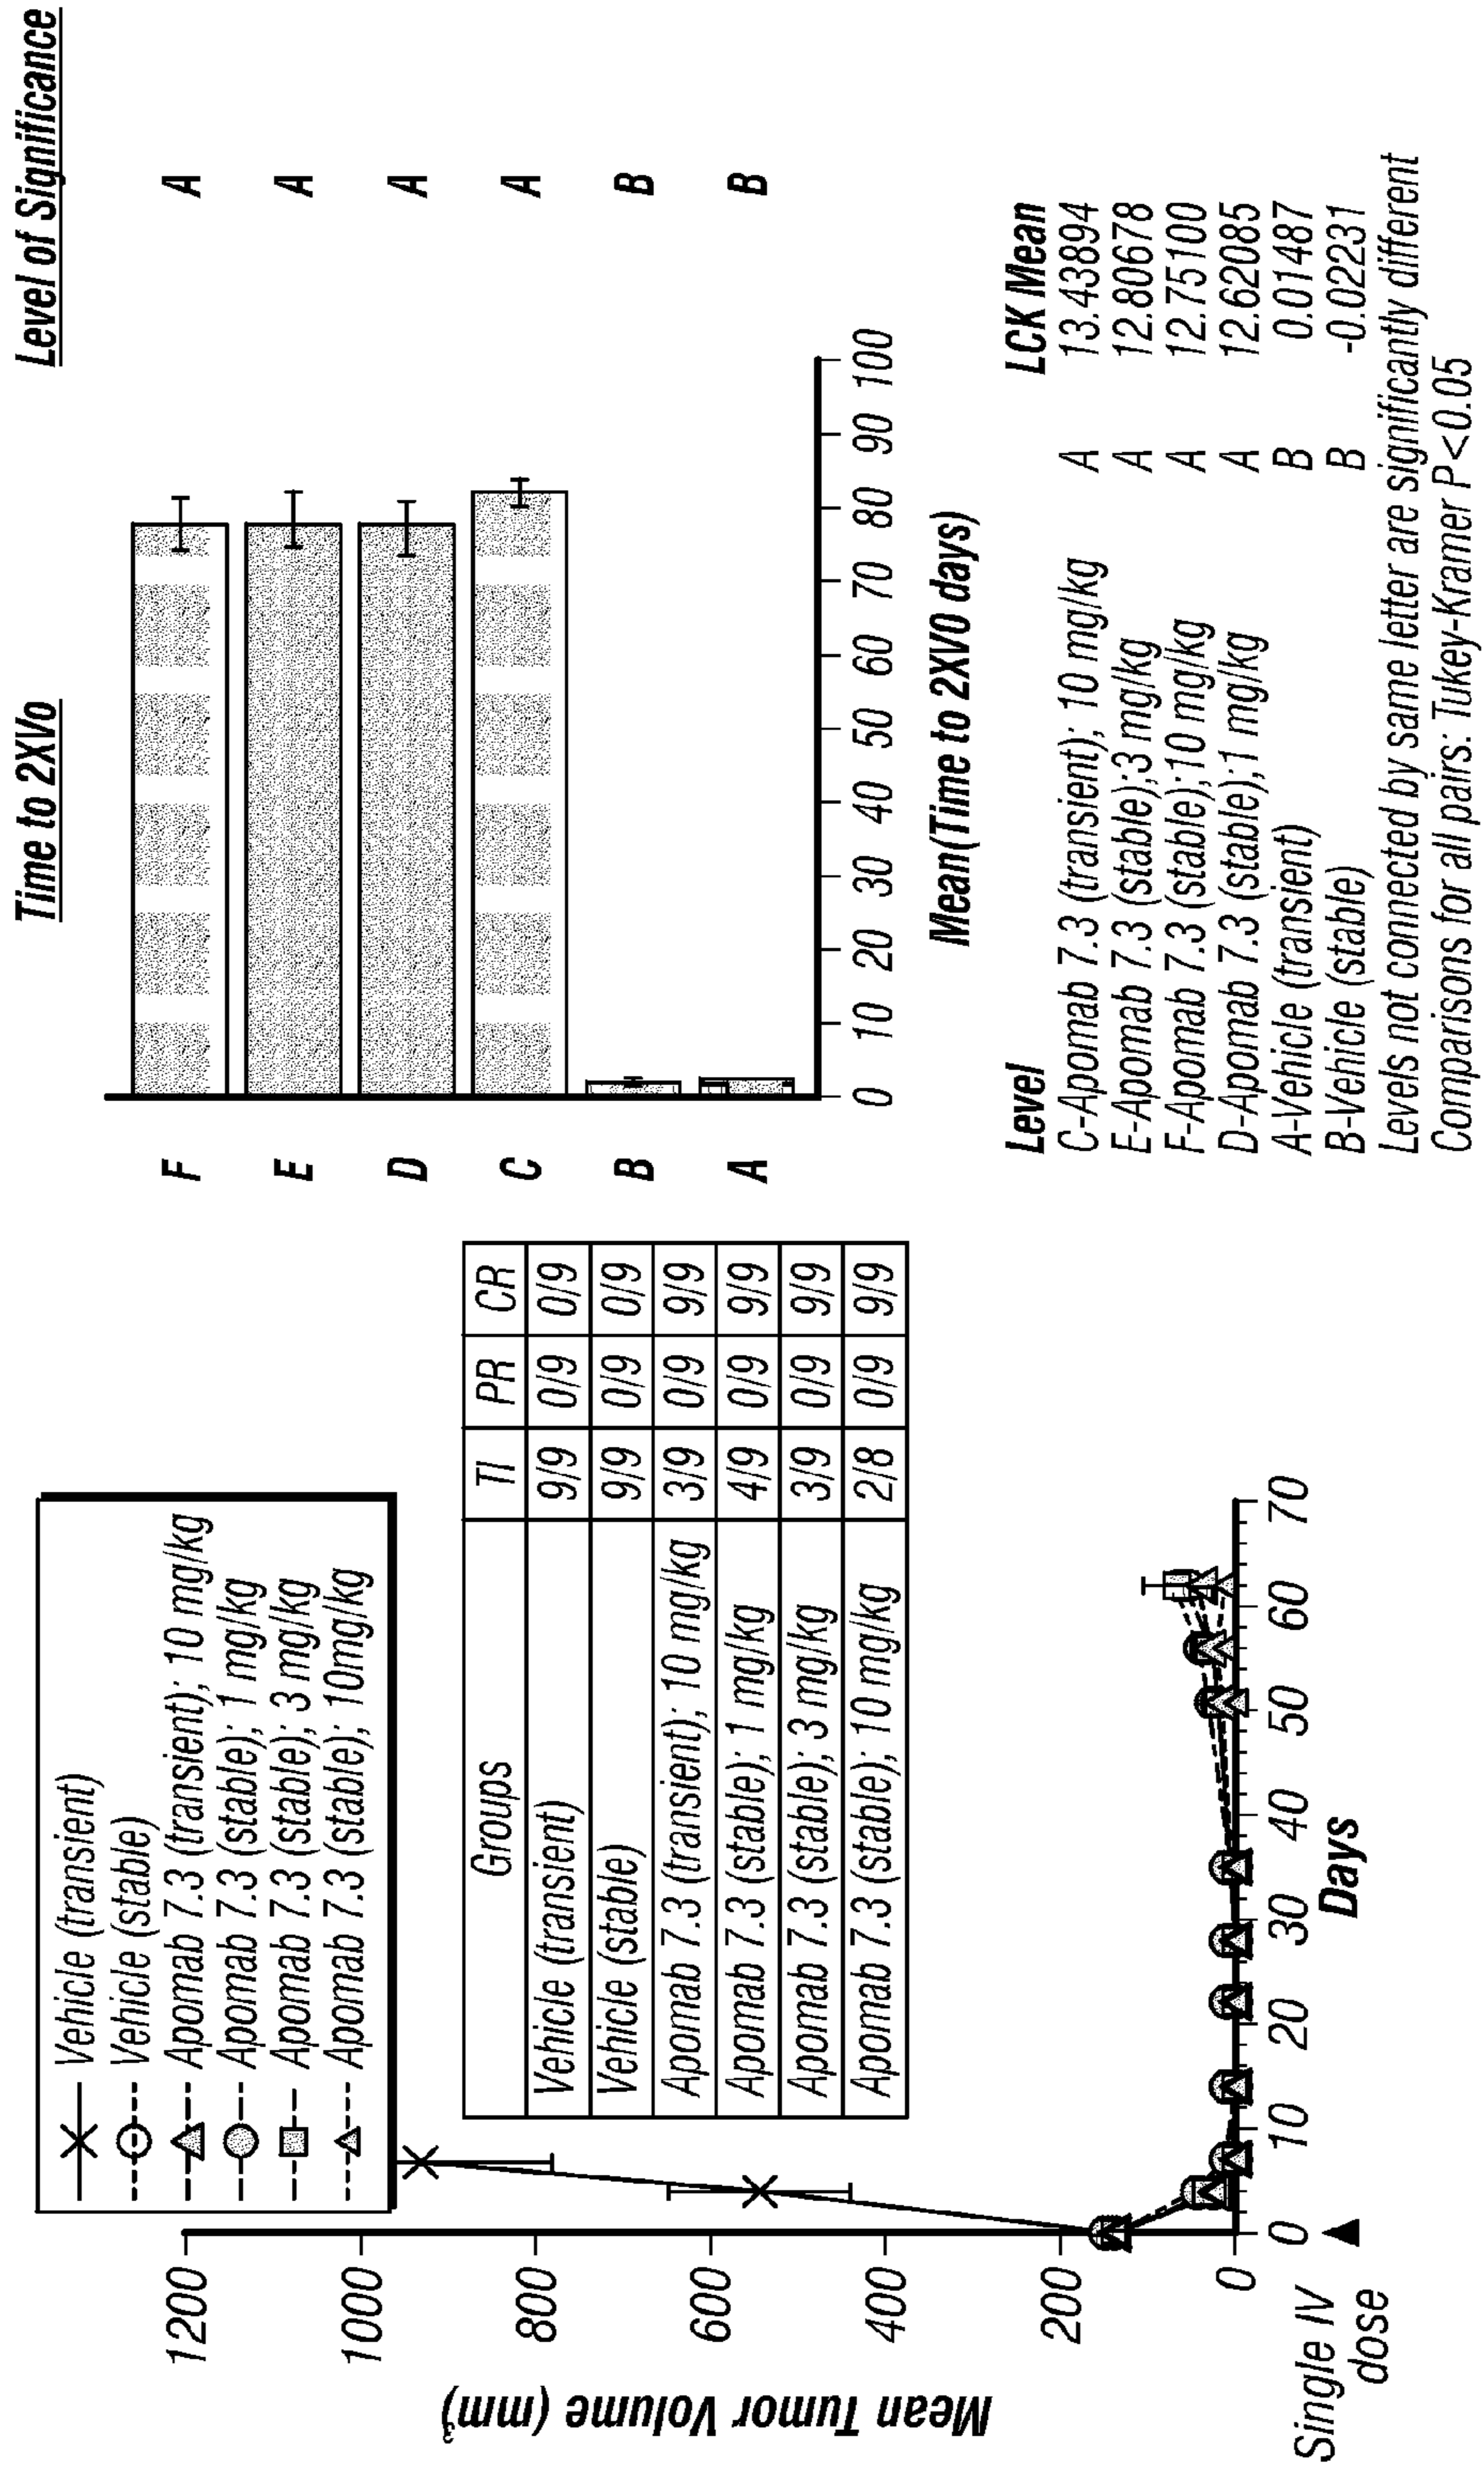 Vehicle (transient)
Vehicle (stable)
Apomab 7.3 (transient); 10 mg/kg
Apomab 7.3 (stable); 1 mg/kg
Apomab 7.3 (stable); 3 mg/kg
Apomab 7.3 (stable); 10mg/kg
Groups TI PR CR
Vehicle (transient) 9/9 0/9 0/9
Vehicle (stable) 9/9 0/9 0/9
Apomab 7.3 (transient); 10 mg/kg 3/9 0/9 9/9
Apomab 7.3 (stable); 1 mg/kg 4/9 0/9 9/9
Apomab 7.3 (stable); 3 mg/kg 3/9 0/9 9/9
Apomab 7.3 (stable); 10 mg/kg 2/8 0/9 9/9
Mean Tumor Volume (mm³)
1200
1000
800
600
400
200
0
0 10 20 30 40 50 60 70
Days
Single IV
dose
Time to 2XVo
Level of Significance
F A
E A
D A
C A
B B
A B
0 10 20 30 40 50 60 70 80 90 100
Mean(Time to 2XV0 days)
Level LCK Mean
C-Apomab 7.3 (transient); 10 mg/kg A 13.43894
E-Apomab 7.3 (stable);3 mg/kg A 12.80678
F-Apomab 7.3 (stable);10 mg/kg A 12.75100
D-Apomab 7.3 (stable);1 mg/kg A 12.62085
A-Vehicle (transient) B 0.01487
B-Vehicle (stable) B -0.02231
Levels not connected by same letter are significantly different
Comparisons for all pairs: Tukey-Kramer P<0.05